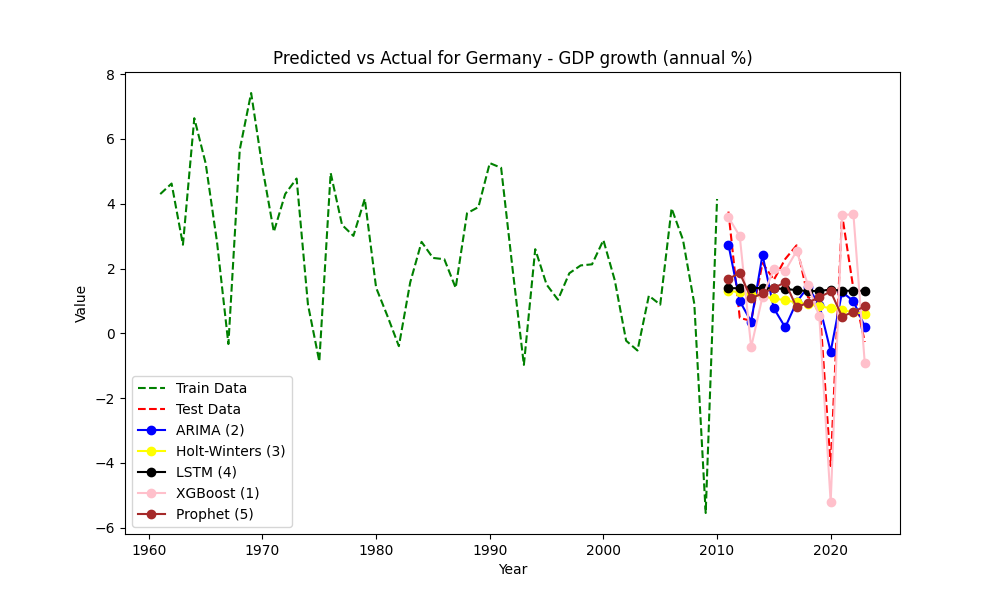 Predicted vs Actual for Germany - GDP growth (annual %)
8
6
4
2
0
−2
−4
−6
Value
Train Data
Test Data
ARIMA (2)
Holt-Winters (3)
LSTM (4)
XGBoost (1)
Prophet (5)
1960 1970 1980 1990 2000 2010 2020
Year